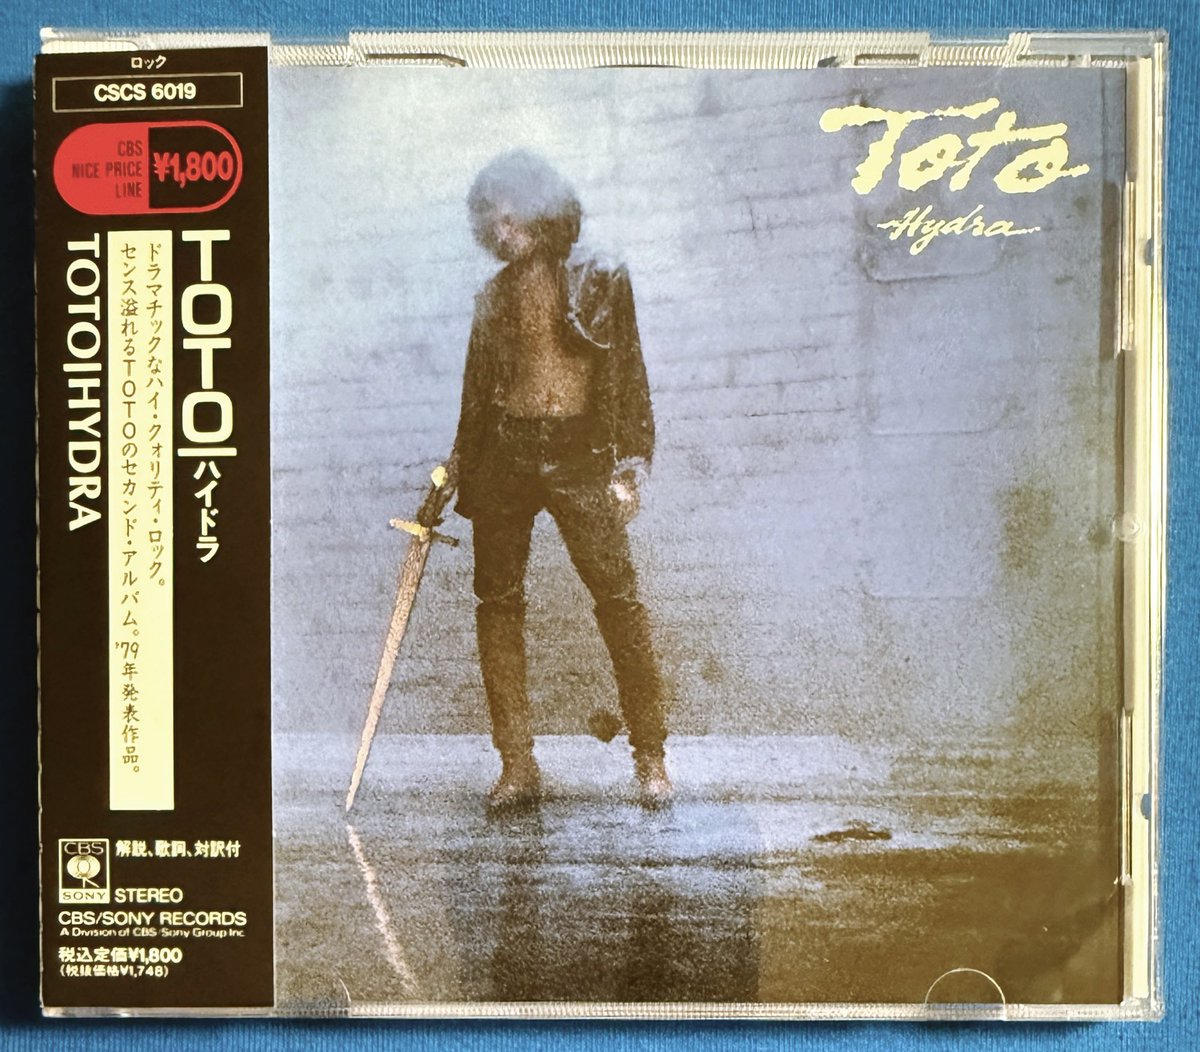 ロック
CSCS 6019
CBS
NICE PRICE
LINE
¥1,800
TOTO|ハイドラ
ドラマチックなハイ・クォリティ・ロック。
センス溢れるTOTOのセカンド・アルバム。'79年発表作品。
TOTO|HYDRA
CBS
SONY
解説、歌詞、対訳付
STEREO
CBS/SONY RECORDS
A Division of CBS/Sony Group Inc.
税込定価¥1,800
(税抜価格¥1,748)
Toto
Hydra